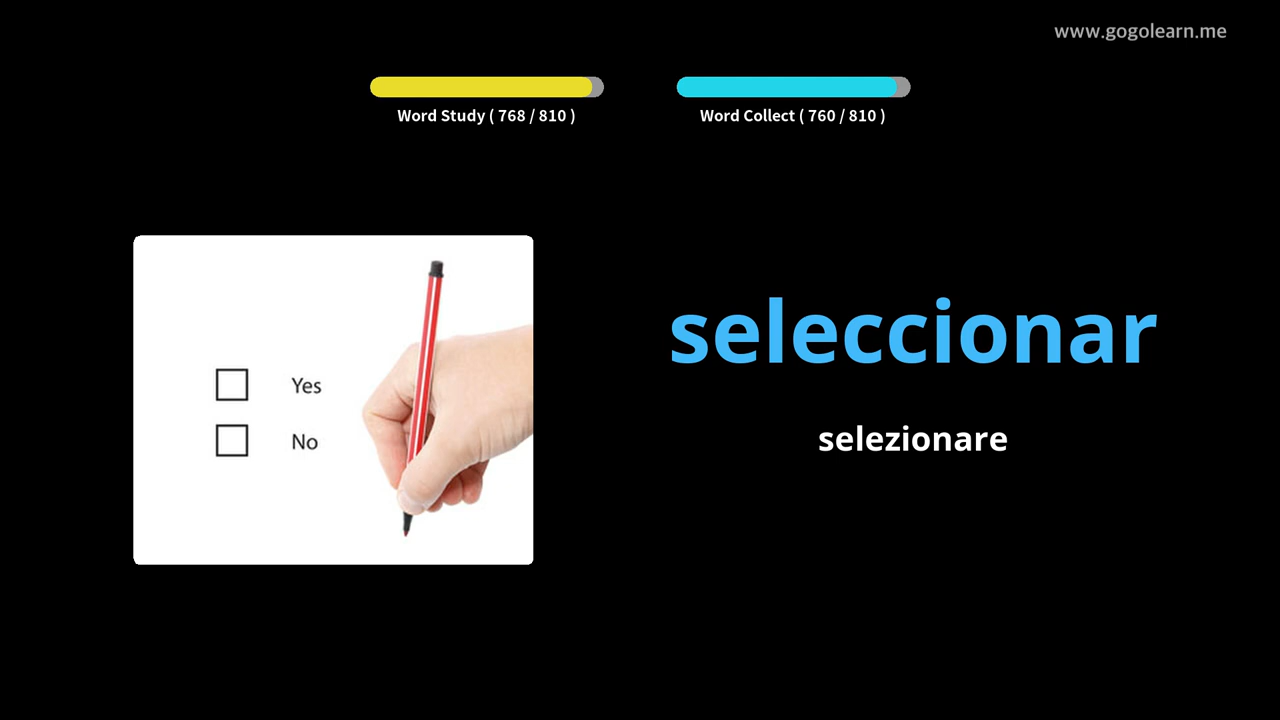 www.gogolearn.me
Word Study ( 768 / 810 )
Word Collect ( 760 / 810 )
Yes
No
seleccionar
selezionare